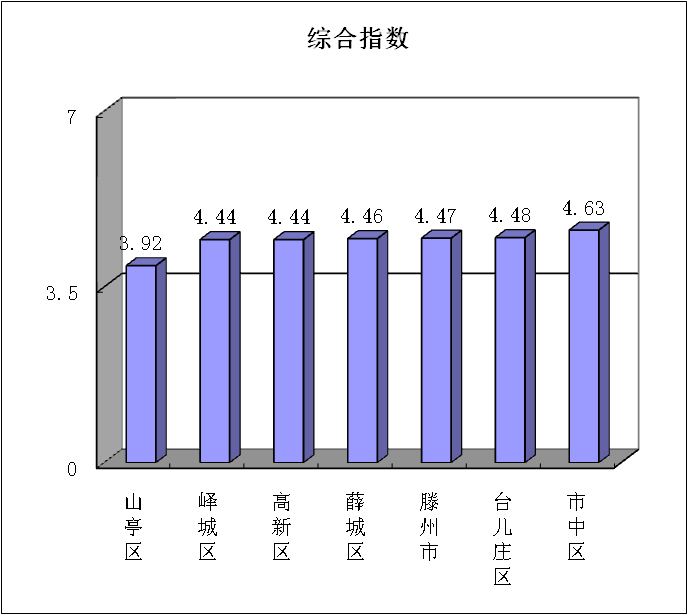 综合指数
7
3.5
0
3.92
4.44
4.44
4.46
4.47
4.48
4.63
山亭区
峄城区
高新区
薛城区
滕州市
台儿庄区
市中区